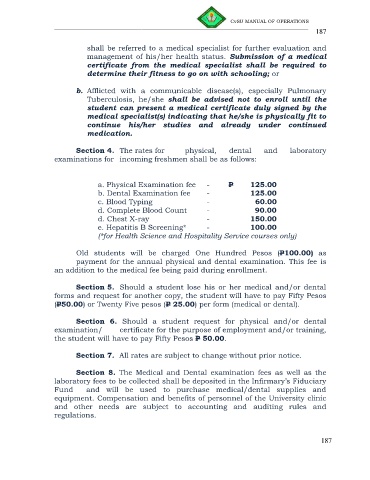 CvSU MANUAL OF OPERATIONS
187
shall be referred to a medical specialist for further evaluation and
management of his/her health status. Submission of a medical
certificate from the medical specialist shall be required to
determine their fitness to go on with schooling; or
b. Afflicted with a communicable disease(s), especially Pulmonary
Tuberculosis, he/she shall be advised not to enroll until the
student can present a medical certificate duly signed by the
medical specialist(s) indicating that he/she is physically fit to
continue his/her studies and already under continued
medication.
Section 4. The rates for physical, dental and laboratory
examinations for incoming freshmen shall be as follows:
a. Physical Examination fee - ₱ 125.00
b. Dental Examination fee - 125.00
c. Blood Typing - 60.00
d. Complete Blood Count - 90.00
d. Chest X-ray - 150.00
e. Hepatitis B Screening* - 100.00
(*for Health Science and Hospitality Service courses only)
Old students will be charged One Hundred Pesos (₱100.00) as
payment for the annual physical and dental examination. This fee is
an addition to the medical fee being paid during enrollment.
Section 5. Should a student lose his or her medical and/or dental
forms and request for another copy, the student will have to pay Fifty Pesos
(₱50.00) or Twenty Five pesos (₱ 25.00) per form (medical or dental).
Section 6. Should a student request for physical and/or dental
examination/ certificate for the purpose of employment and/or training,
the student will have to pay Fifty Pesos ₱ 50.00.
Section 7. All rates are subject to change without prior notice.
Section 8. The Medical and Dental examination fees as well as the
laboratory fees to be collected shall be deposited in the Infirmary's Fiduciary
Fund and will be used to purchase medical/dental supplies and
equipment. Compensation and benefits of personnel of the University clinic
and other needs are subject to accounting and auditing rules and
regulations.
187